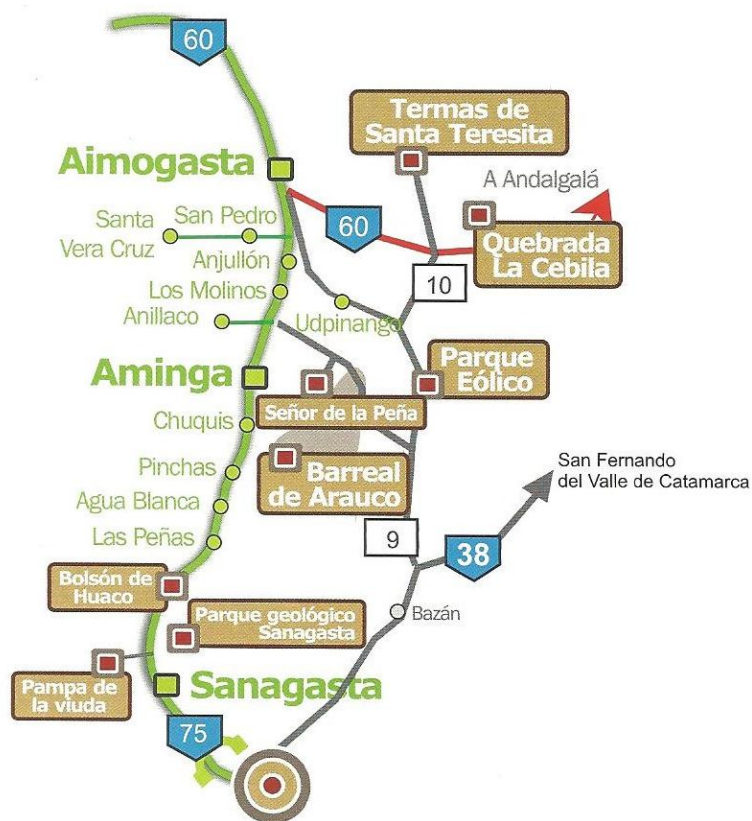 60
Termas de
Santa Teresita
Aimogasta
A Andalgalá
Santa
Vera Cruz
San Pedro
60
Quebrada
La Cebila
Anjullón
Los Molinos
10
Anillaco
Udpinango
Aminga
Parque
Eólico
Señor de la Peña
Chuquis
Pinchas
Barreal
de Arauco
San Fernando
del Valle de Catamarca
Agua Blanca
Las Peñas
9
38
Bolsón de
Huaco
Parque geológico
Sanagasta
Bazán
Pampa de
la viuda
Sanagasta
75